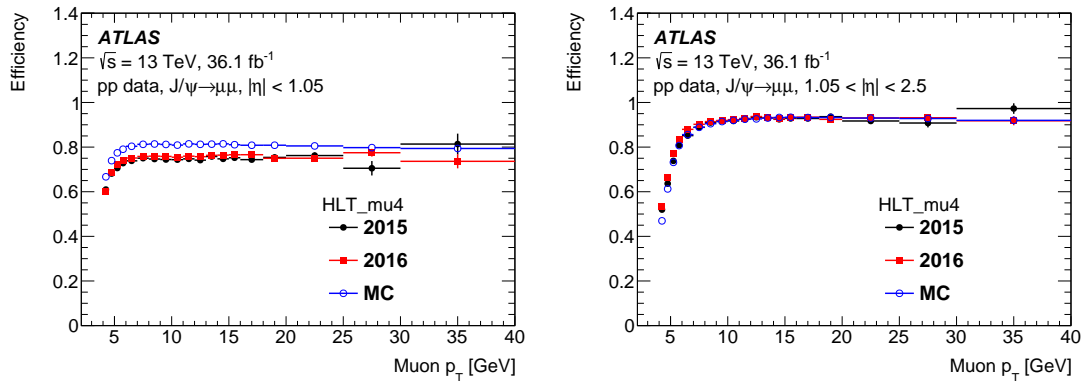 Efficiency
1.4
1.2
1
0.8
0.6
0.4
0.2
0
ATLAS
√s = 13 TeV, 36.1 fb⁻¹
pp data, J/ψ→μμ, |η| < 1.05
HLT_mu4
2015
2016
MC
5 10 15 20 25 30 35 40
Muon p_T [GeV]
Efficiency
1.4
1.2
1
0.8
0.6
0.4
0.2
0
ATLAS
√s = 13 TeV, 36.1 fb⁻¹
pp data, J/ψ→μμ, 1.05 < |η| < 2.5
HLT_mu4
2015
2016
MC
5 10 15 20 25 30 35 40
Muon p_T [GeV]